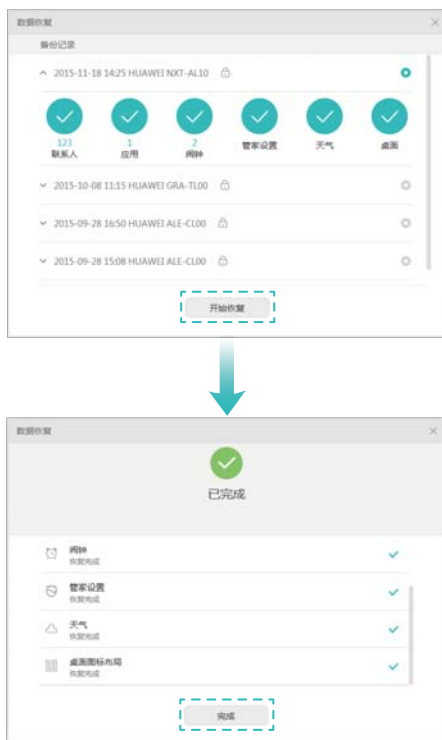 数据恢复
备份记录
2015-11-18 14:25 HUAWEI NXT-AL10
123 1 2
联系人 应用 闹钟 管家设置 天气 桌面
2015-10-08 11:15 HUAWEI GRA-TL00
2015-09-28 16:50 HUAWEI ALE-CL00
2015-09-28 15:08 HUAWEI ALE-CL00
开始恢复
数据恢复
已完成
闹钟
恢复完成
管家设置
恢复完成
天气
恢复完成
桌面图标布局
恢复完成
完成